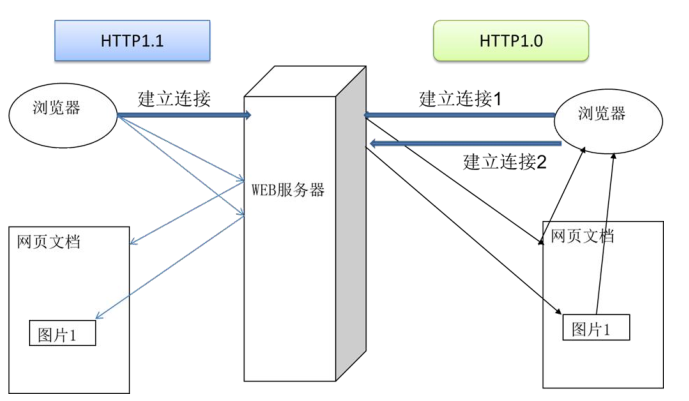 HTTP1.1
HTTP1.0
浏览器
建立连接
建立连接1
浏览器
建立连接2
WEB服务器
网页文档
网页文档
图片1
图片1